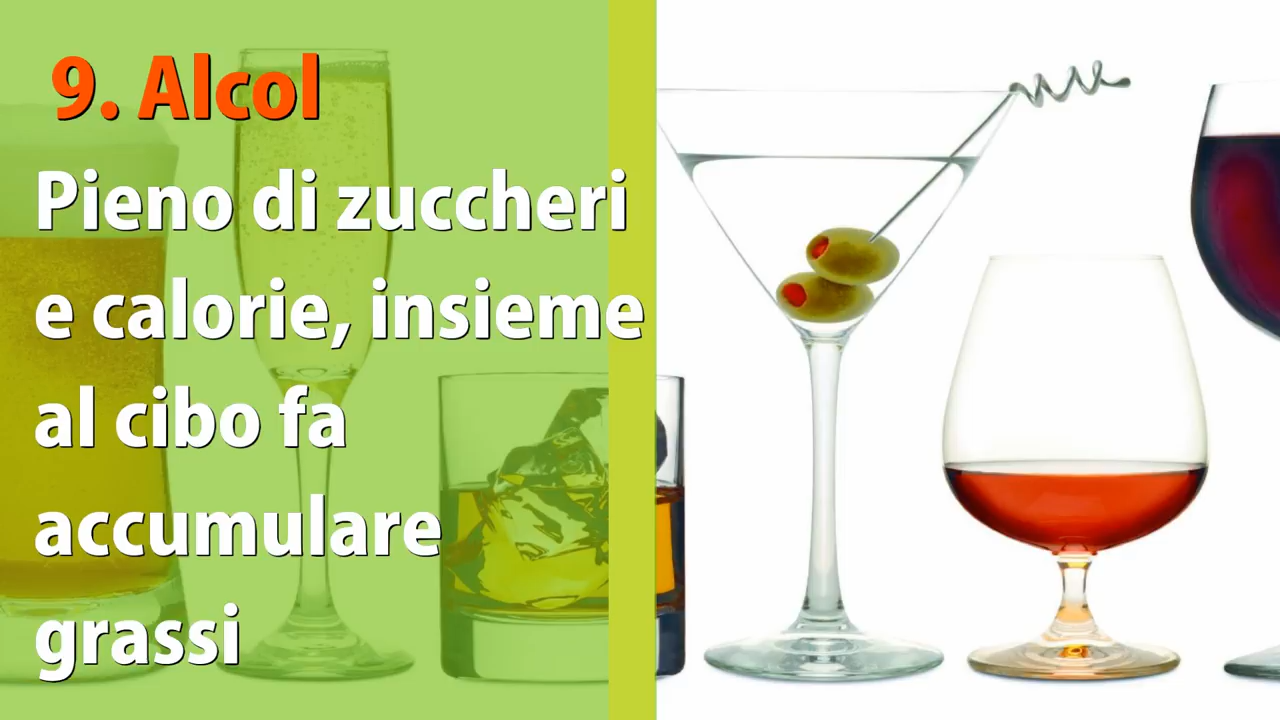 9. Alcol
Pieno di zuccheri
e calorie, insieme
al cibo fa
accumulare
grassi